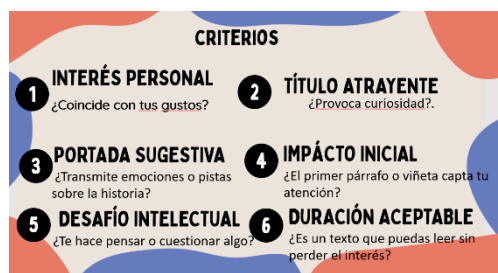 CRITERIOS
1
INTERÉS PERSONAL
¿Coincide con tus gustos?
2
TÍTULO ATRAYENTE
¿Provoca curiosidad?.
3
PORTADA SUGESTIVA
¿Transmite emociones o pistas
sobre la historia?
4
IMPÁCTO INICIAL
¿El primer párrafo o viñeta capta tu
atención?
5
DESAFÍO INTELECTUAL
¿Te hace pensar o cuestionar algo?
6
DURACIÓN ACEPTABLE
¿Es un texto que puedas leer sin
perder el interés?